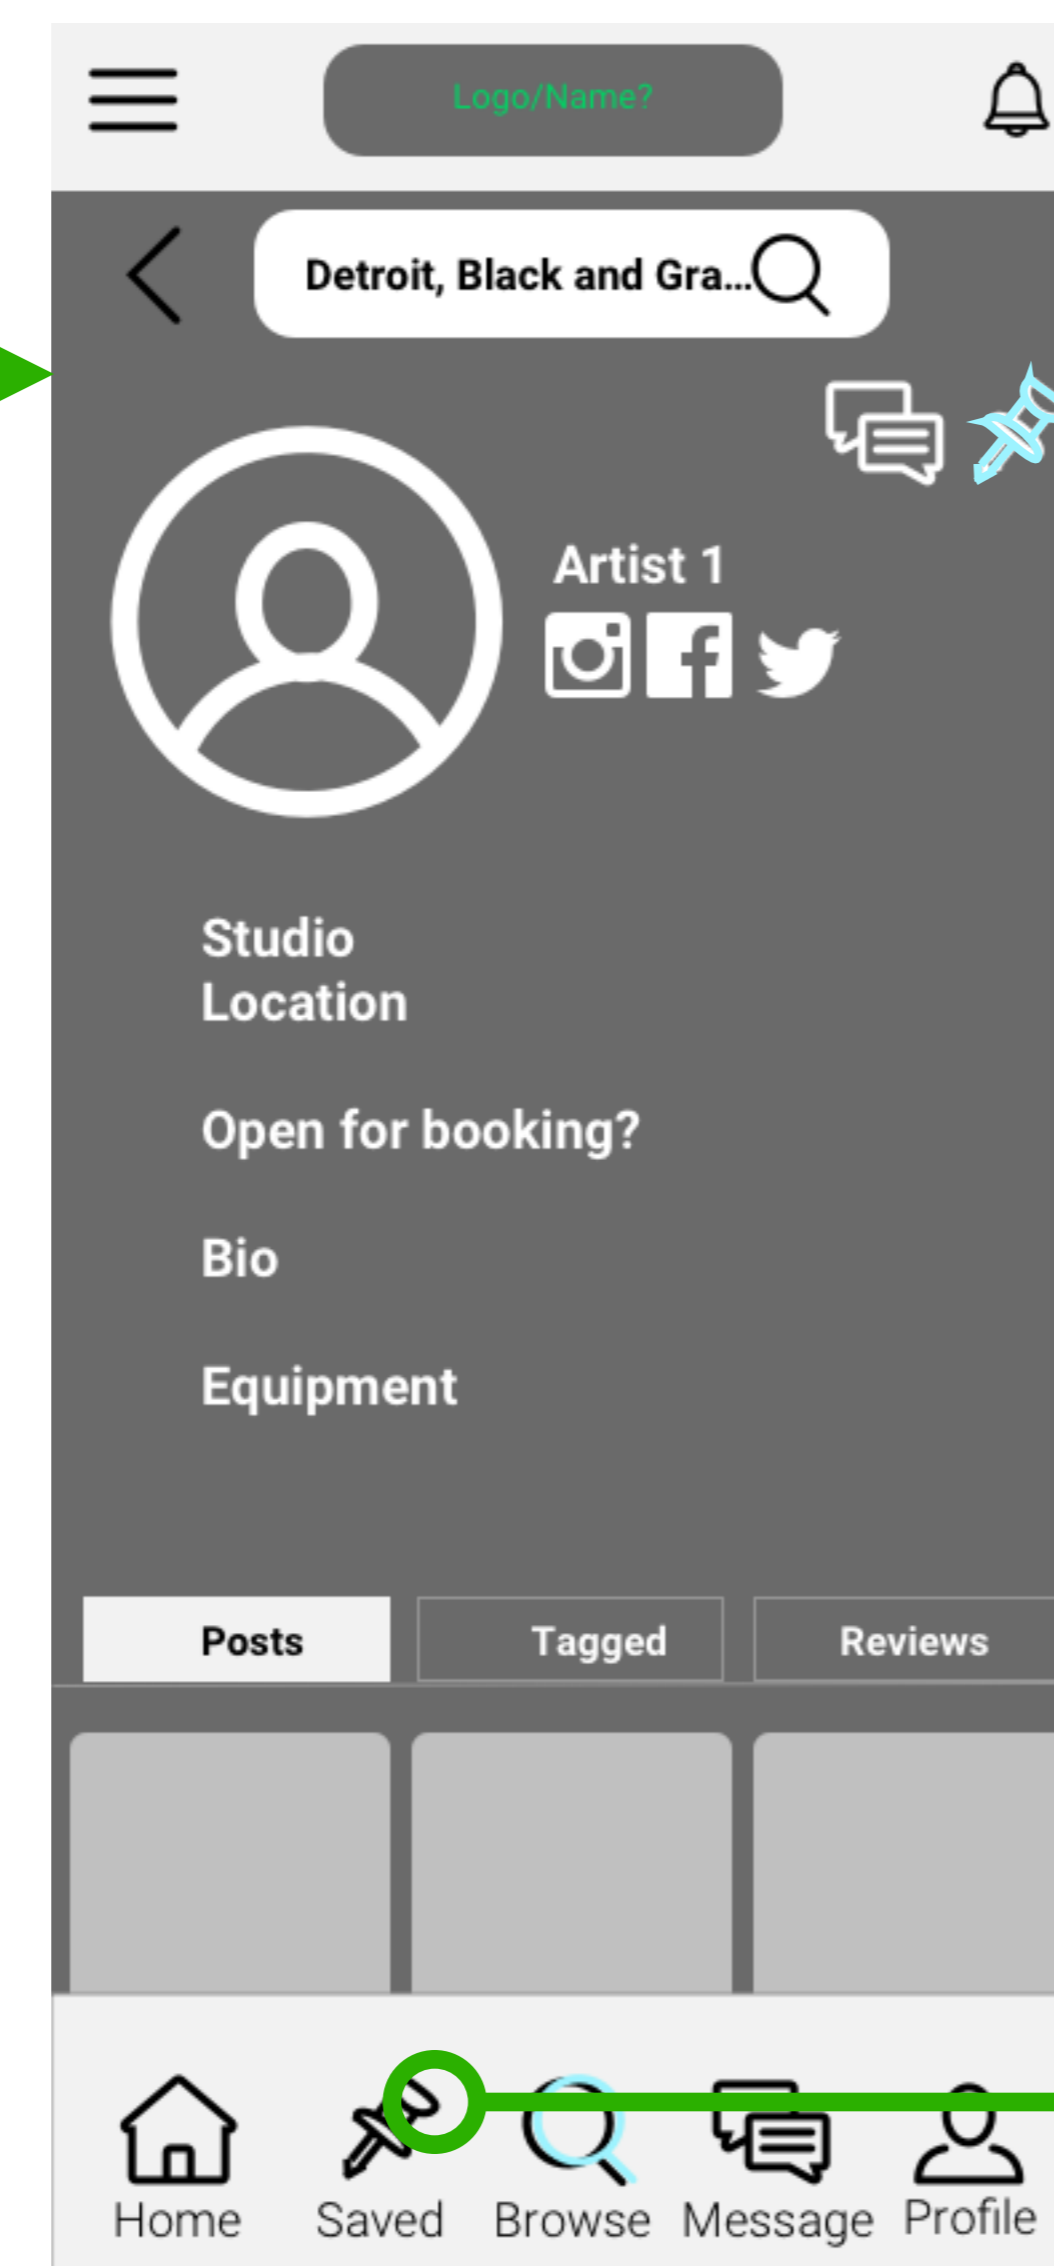 Logo/Name?
Detroit, Black and Gra...
Artist 1
Studio
Location
Open for booking?
Bio
Equipment
Posts Tagged Reviews
Home Saved Browse Message Profile